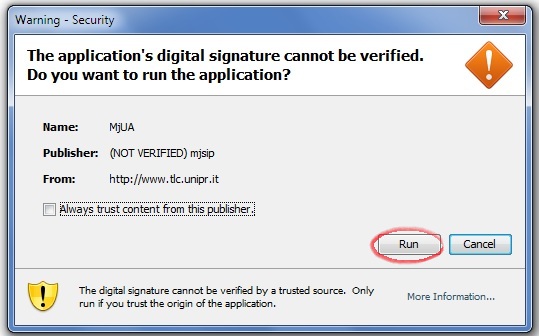 Warning - Security
The application's digital signature cannot be verified.
Do you want to run the application?
Name: MjUA
Publisher: (NOT VERIFIED) mjsip
From: http://www.tlc.unipr.it
Always trust content from this publisher.
Run Cancel
The digital signature cannot be verified by a trusted source. Only
run if you trust the origin of the application.
More Information...